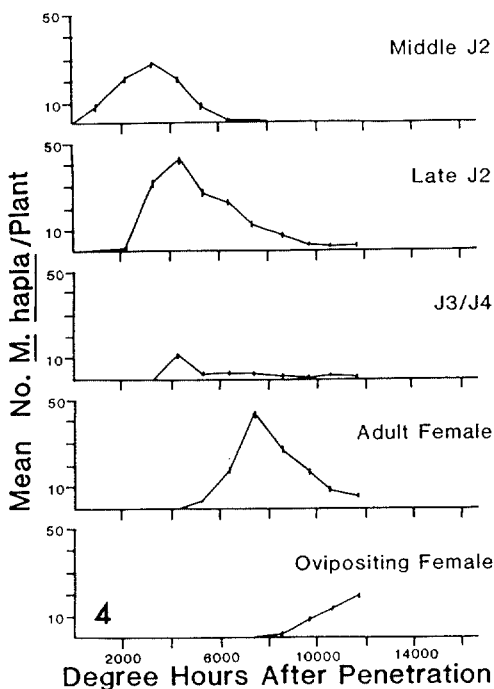 50
10
Middle J2
50
10
Late J2
50
10
J3/J4
50
10
Adult Female
50
10
Ovipositing Female
4
Mean No. M. hapla/Plant
2000 6000 10000 14000
Degree Hours After Penetration